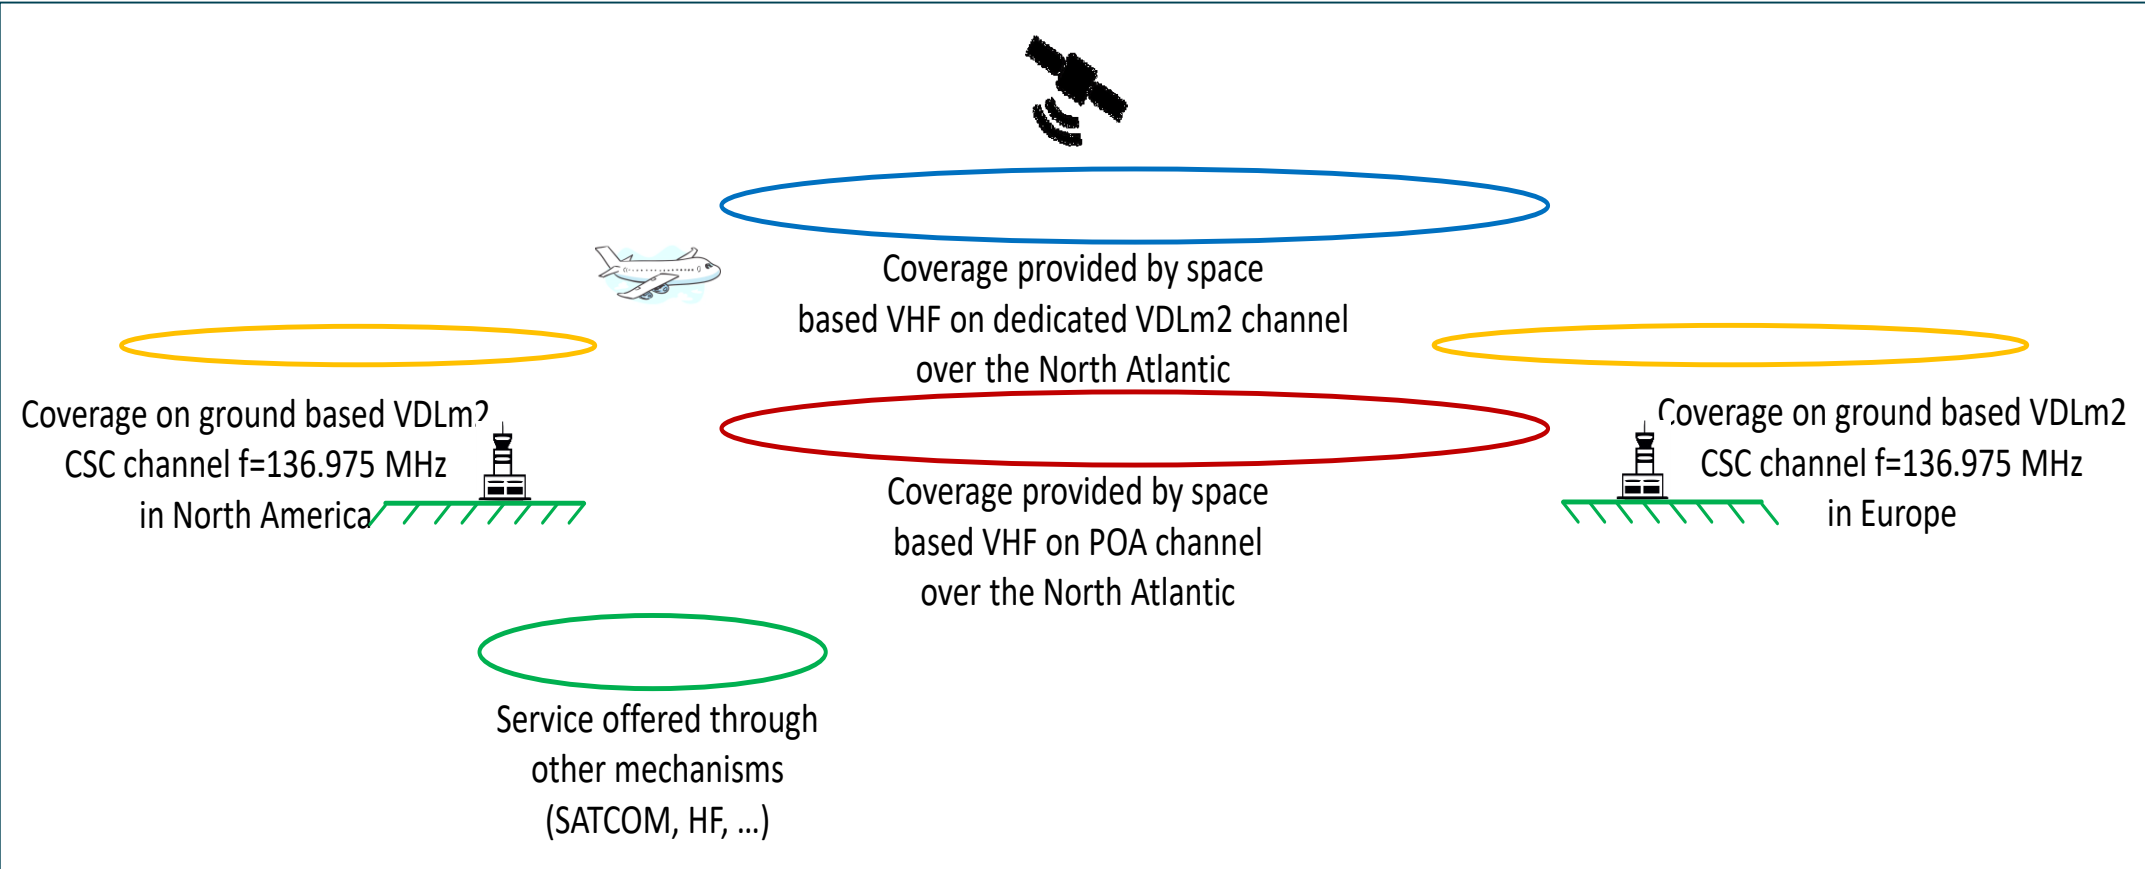 Coverage provided by space
based VHF on dedicated VDLm2 channel
over the North Atlantic
Coverage on ground based VDLm2
CSC channel f=136.975 MHz
in North America
Coverage on ground based VDLm2
CSC channel f=136.975 MHz
in Europe
Coverage provided by space
based VHF on POA channel
over the North Atlantic
Service offered through
other mechanisms
(SATCOM, HF, ...)